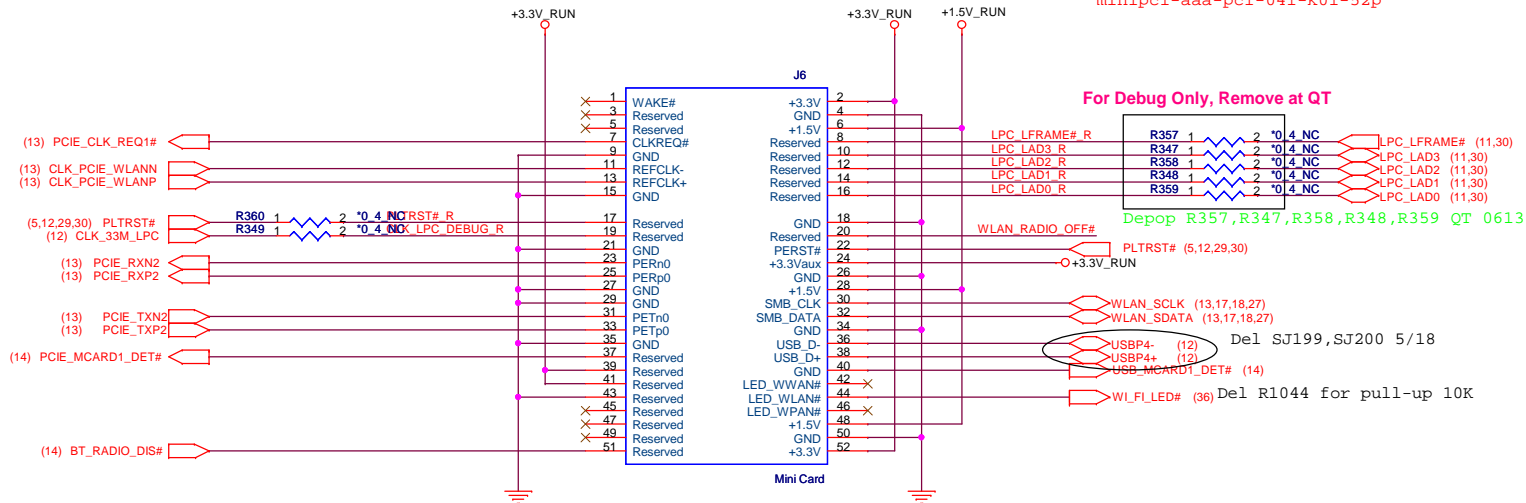 minipci-aaa-pci-041-k01-52p
+3.3V_RUN
+3.3V_RUN
+1.5V_RUN
J6
For Debug Only, Remove at QT
1 WAKE# +3.3V 2
3 Reserved GND 4
5 Reserved +1.5V 6
(13) PCIE_CLK_REQ1# 7 CLKREQ# Reserved 8 LPC_LFRAME#_R R357 1 2 *0_4_NC LPC_LFRAME# (11,30)
9 GND Reserved 10 LPC_LAD3_R R347 1 2 *0_4_NC LPC_LAD3 (11,30)
(13) CLK_PCIE_WLANN 11 REFCLK- Reserved 12 LPC_LAD2_R R358 1 2 *0_4_NC LPC_LAD2 (11,30)
(13) CLK_PCIE_WLANP 13 REFCLK+ Reserved 14 LPC_LAD1_R R348 1 2 *0_4_NC LPC_LAD1 (11,30)
15 GND Reserved 16 LPC_LAD0_R R359 1 2 *0_4_NC LPC_LAD0 (11,30)
Depop R357,R347,R358,R348,R359 QT 0613
(5,12,29,30) PLTRST# R360 1 2 *0_4_NC PLTRST#_R 17 Reserved GND 18
(12) CLK_33M_LPC R349 1 2 *0_4_NC CLK_LPC_DEBUG_R 19 Reserved Reserved 20 WLAN_RADIO_OFF#
21 GND PERST# 22 PLTRST# (5,12,29,30)
(13) PCIE_RXN2 23 PERn0 +3.3Vaux 24 +3.3V_RUN
(13) PCIE_RXP2 25 PERp0 GND 26
27 GND +1.5V 28
29 GND SMB_CLK 30 WLAN_SCLK (13,17,18,27)
(13) PCIE_TXN2 31 PETn0 SMB_DATA 32 WLAN_SDATA (13,17,18,27)
(13) PCIE_TXP2 33 PETp0 GND 34
35 GND USB_D- 36 USBP4- (12) Del SJ199,SJ200 5/18
(14) PCIE_MCARD1_DET# 37 Reserved USB_D+ 38 USBP4+ (12)
39 Reserved GND 40 USB_MCARD1_DET# (14)
41 Reserved LED_WWAN# 42
43 Reserved LED_WLAN# 44 WI_FI_LED# (36) Del R1044 for pull-up 10K
45 Reserved LED_WPAN# 46
47 Reserved +1.5V 48
49 Reserved GND 50
(14) BT_RADIO_DIS# 51 Reserved +3.3V 52
Mini Card